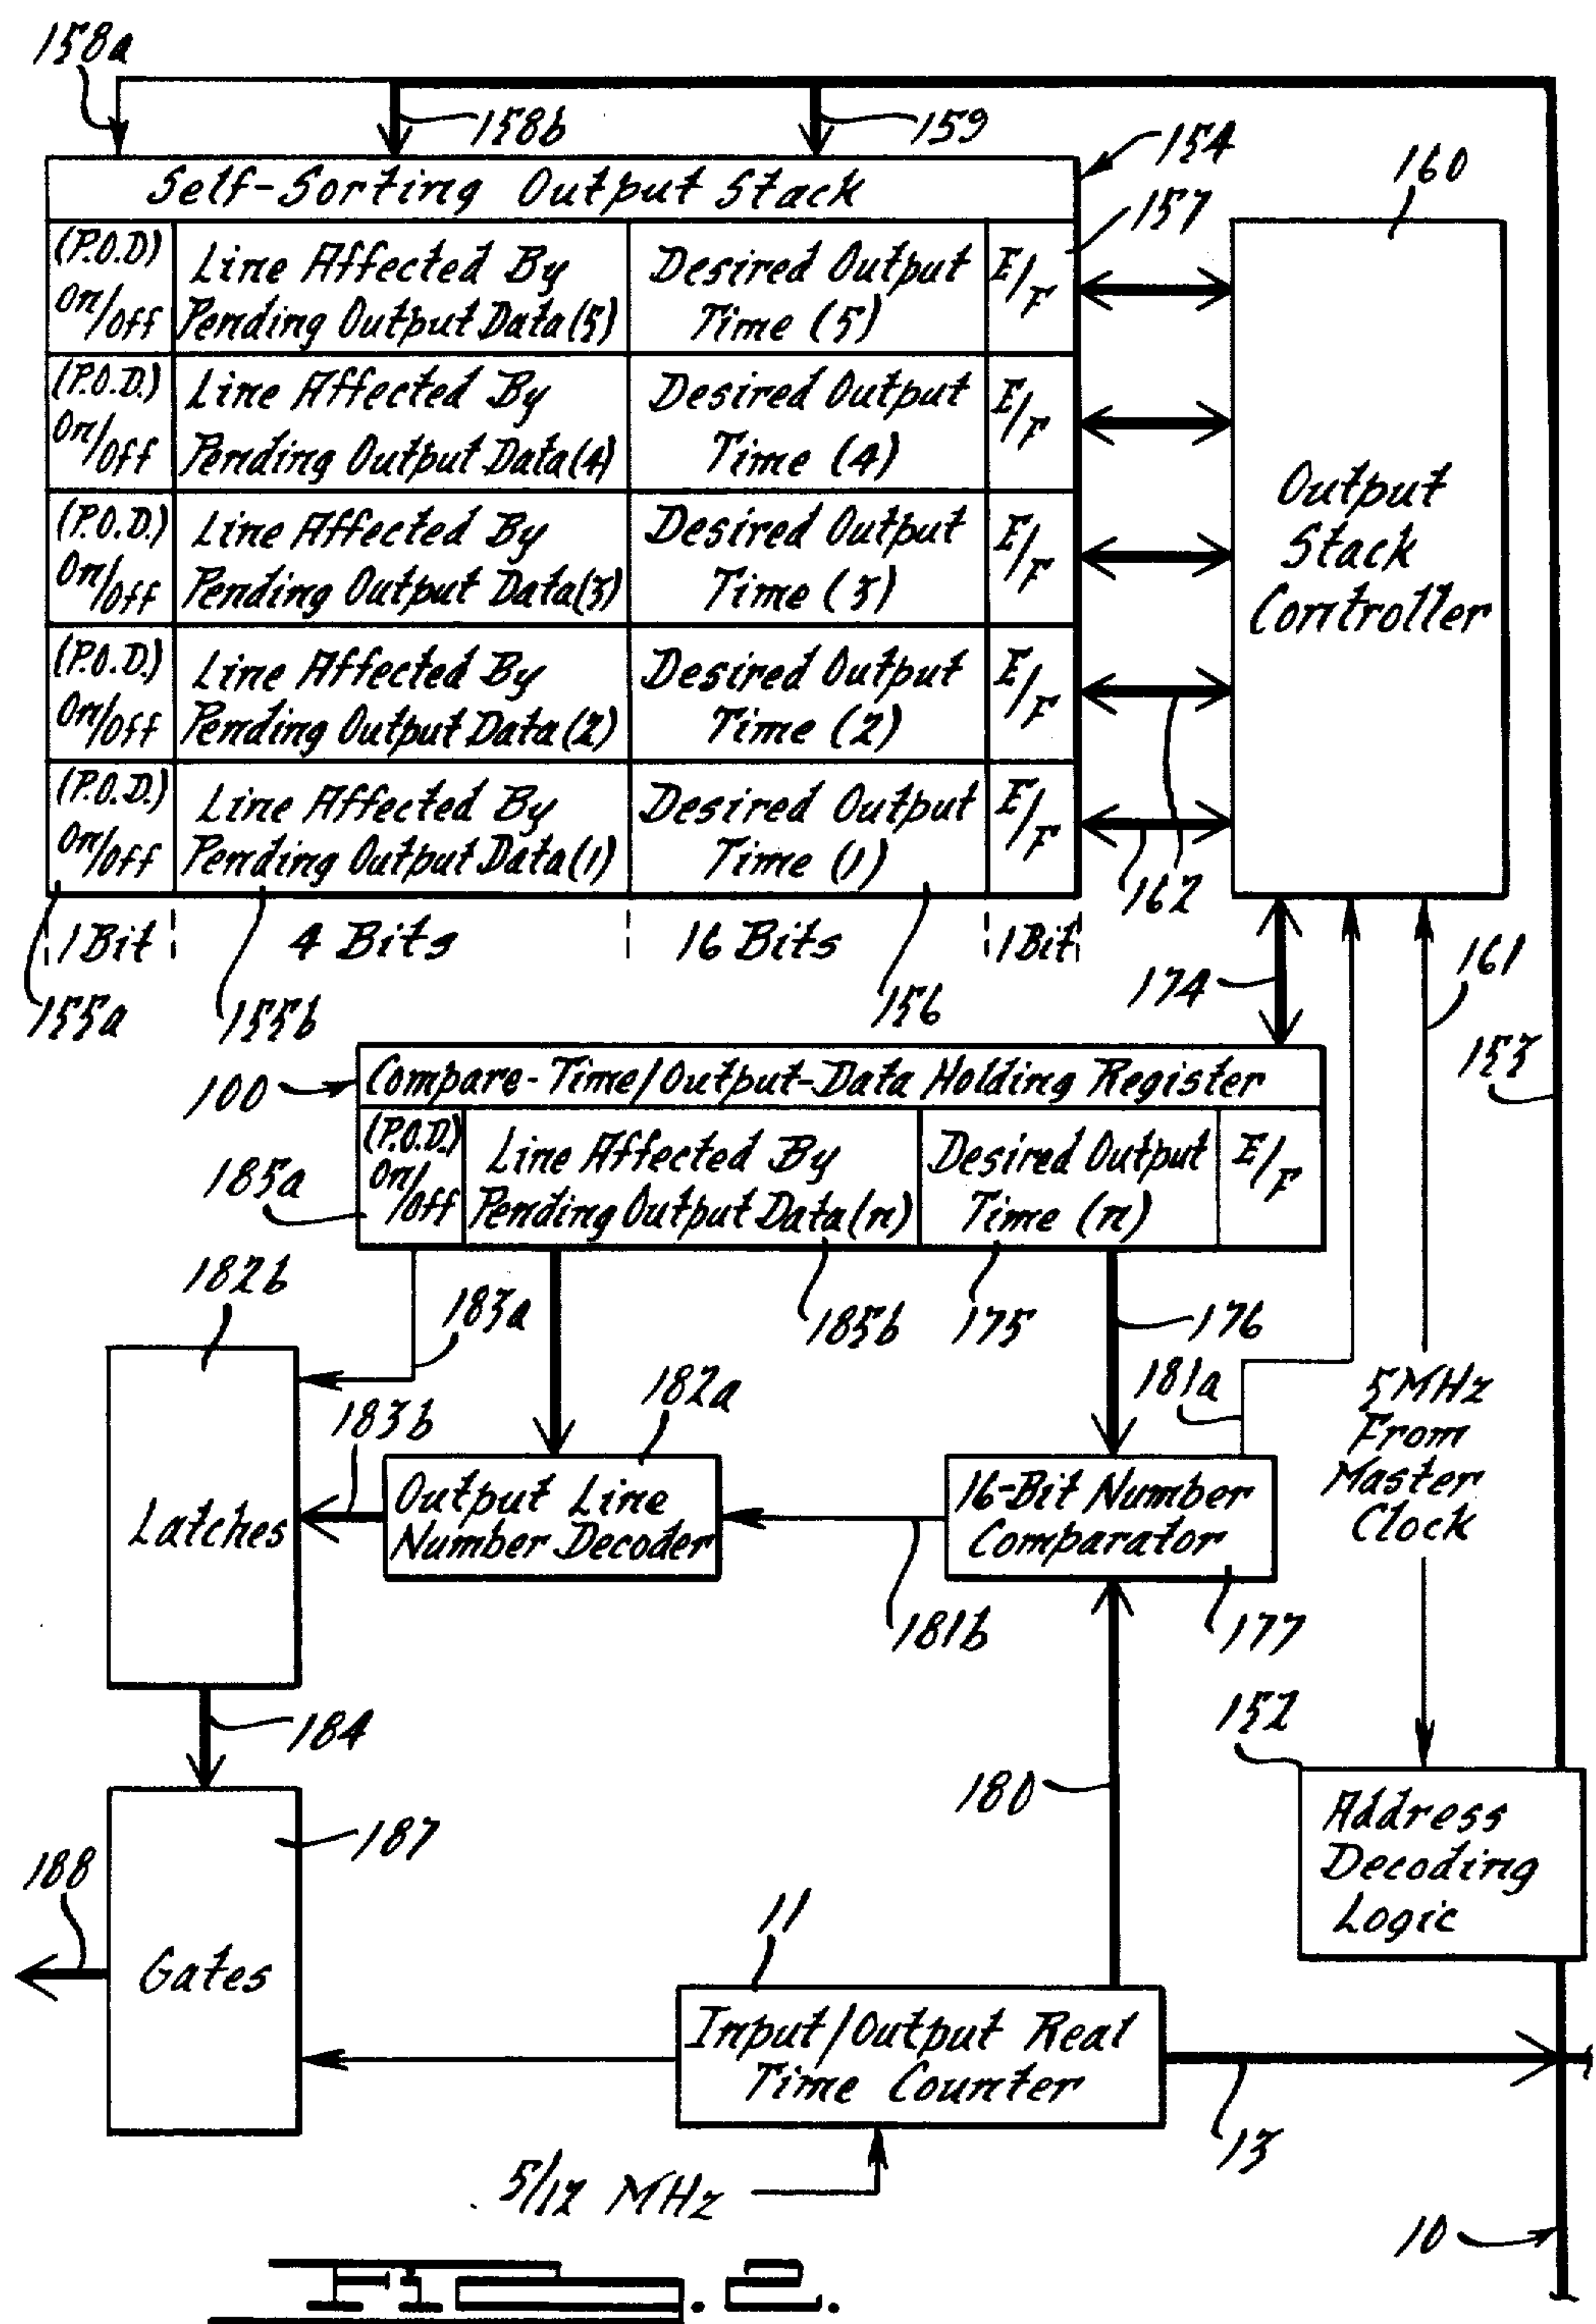 158a
158b
159
154
160
Self-Sorting Output Stack
157
(P.O.D)
On/Off
Line Affected By
Pending Output Data(5)
Desired Output
Time (5)
E/F
(P.O.D.)
On/Off
Line Affected By
Pending Output Data(4)
Desired Output
Time (4)
E/F
(P.O.D.)
On/Off
Line Affected By
Pending Output Data(3)
Desired Output
Time (3)
E/F
(P.O.D.)
On/Off
Line Affected By
Pending Output Data(2)
Desired Output
Time (2)
E/F
(P.O.D.)
On/Off
Line Affected By
Pending Output Data(1)
Desired Output
Time (1)
E/F
Output
Stack
Controller
162
1 Bit
4 Bits
16 Bits
1 Bit
155a
155b
156
174
161
153
100
Compare-Time/Output-Data Holding Register
185a
(P.O.D.)
On/Off
Line Affected By
Pending Output Data(n)
Desired Output
Time (n)
E/F
182b
183a
185b
175
176
181a
5 MHz
From
Master
Clock
183b
182a
Latches
Output Line
Number Decoder
16-Bit Number
Comparator
181b
177
184
152
180
187
188
Address
Decoding
Logic
11
Gates
Input/Output Real
Time Counter
13
5/12 MHz
10
FIG. 2.